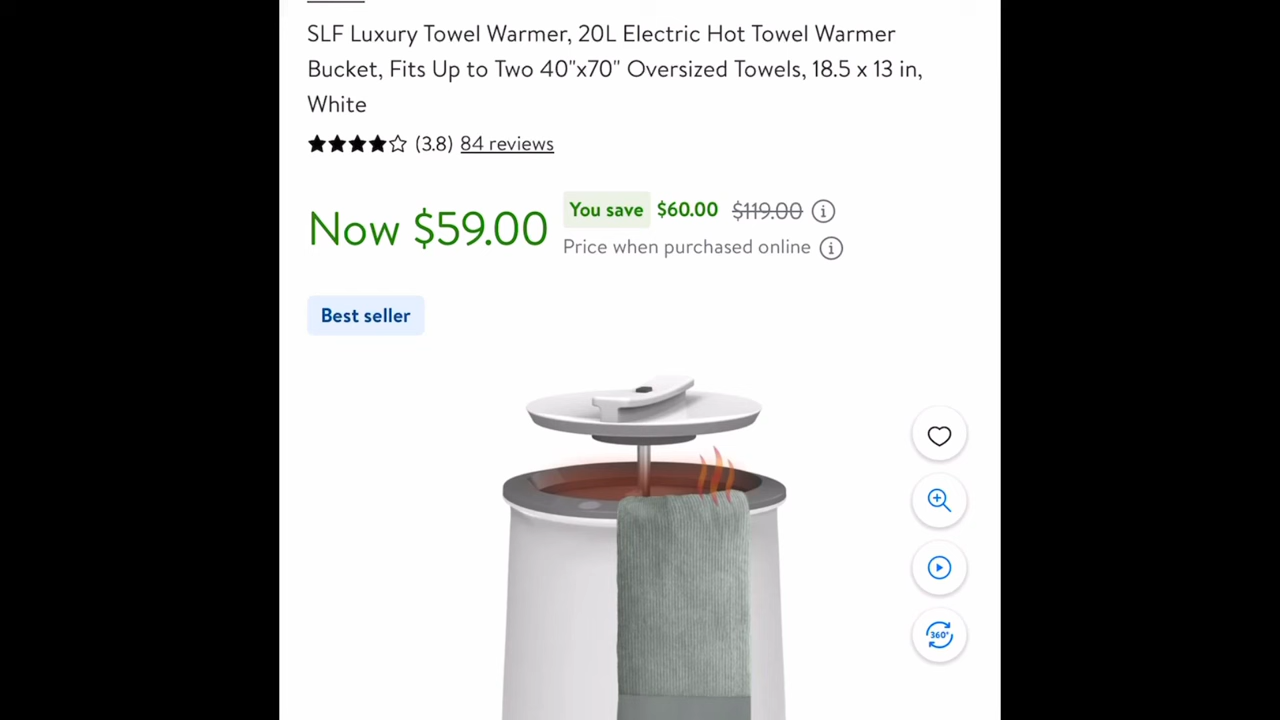 SLF Luxury Towel Warmer, 20L Electric Hot Towel Warmer
Bucket, Fits Up to Two 40"x70" Oversized Towels, 18.5 x 13 in,
White
(3.8) 84 reviews
Now $59.00
You save $60.00 $119.00
Price when purchased online
Best seller
360°